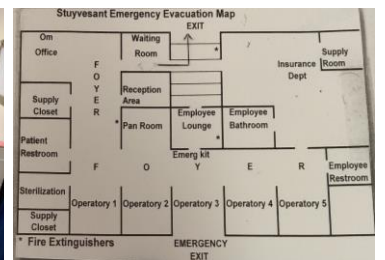 Stuyvesant Emergency Evacuation Map
EXIT
Om
Office
Waiting
Room
*
Insurance
Dept
Supply
Room
F
O
Y
E
R
Reception
Area
Supply
Closet
*
Pan Room
Employee
Lounge
*
Employee
Bathroom
Patient
Restroom
Emerg kit
F O Y E R
Employee
Restroom
Sterilization
Supply
Closet
Operatory 1 Operatory 2 Operatory 3 Operatory 4 Operatory 5
* Fire Extinguishers
EMERGENCY
EXIT